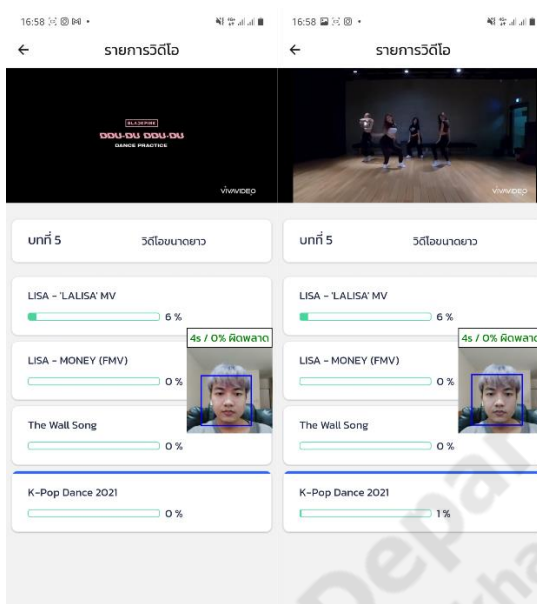 16:58
รายการวิดีโอ
BLACKPINK
DDU-DU DDU-DU
DANCE PRACTICE
VIVAVIDEO
บทที่ 5 วิดีโอขนาดยาว
LISA - 'LALISA' MV
6 %
4s / 0% ผิดพลาด
LISA - MONEY (FMV)
0 %
The Wall Song
0 %
K-Pop Dance 2021
0 %
16:58
รายการวิดีโอ
VIVAVIDEO
บทที่ 5 วิดีโอขนาดยาว
LISA - 'LALISA' MV
6 %
4s / 0% ผิดพลาด
LISA - MONEY (FMV)
0 %
The Wall Song
0 %
K-Pop Dance 2021
1 %
Depar